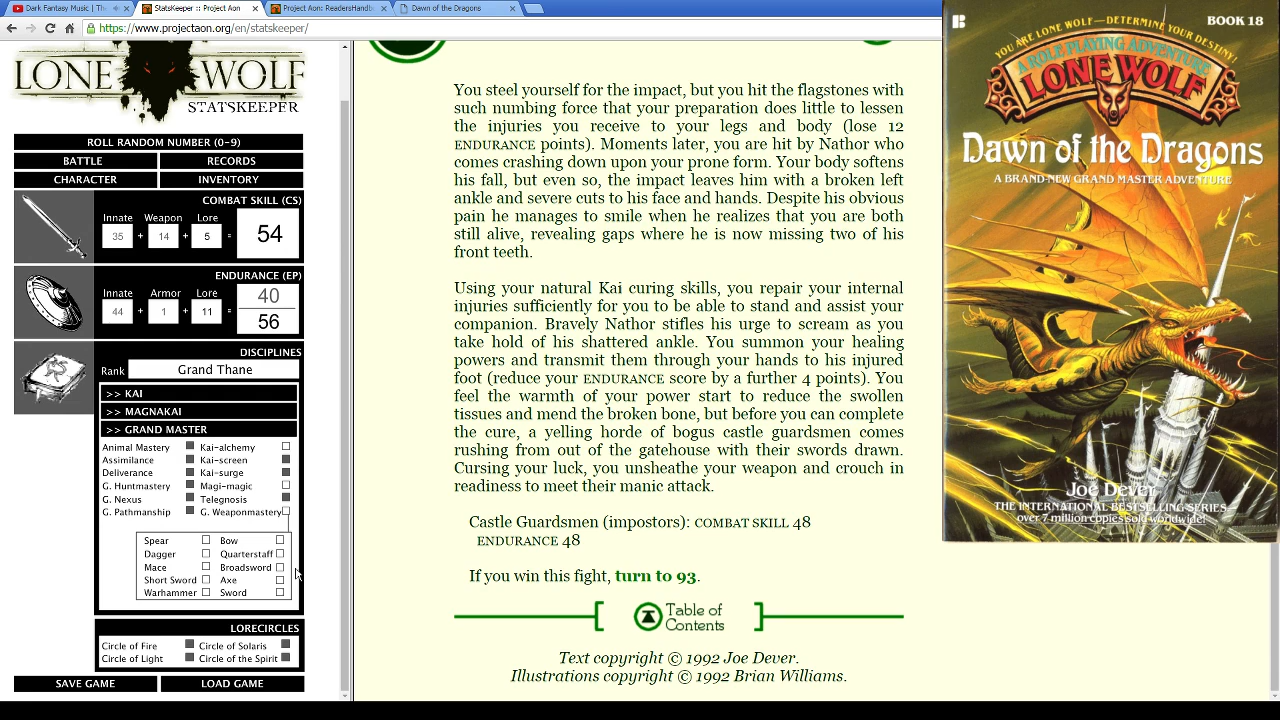 Dark Fantasy Music | Th
StatsKeeper :: Project Aon
Project Aon: ReadersHandb
Dawn of the Dragons
https://www.projectaon.org/en/statskeeper/
LONE WOLF
STATSKEEPER
ROLL RANDOM NUMBER (0-9)
BATTLE RECORDS
CHARACTER INVENTORY
COMBAT SKILL (CS)
Innate Weapon Lore
35 + 14 + 5 = 54
ENDURANCE (EP)
Innate Armor Lore
40
44 + 1 + 11 =
56
DISCIPLINES
Rank Grand Thane
>> KAI
>> MAGNAKAI
>> GRAND MASTER
Animal Mastery Kai-alchemy
Assimilance Kai-screen
Deliverance Kai-surge
G. Huntmastery Magi-magic
G. Nexus Telegnosis
G. Pathmanship G. Weaponmastery
Spear Bow
Dagger Quarterstaff
Mace Broadsword
Short Sword Axe
Warhammer Sword
LORECIRCLES
Circle of Fire Circle of Solaris
Circle of Light Circle of the Spirit
SAVE GAME LOAD GAME
You steel yourself for the impact, but you hit the flagstones with
such numbing force that your preparation does little to lessen
the injuries you receive to your legs and body (lose 12
ENDURANCE points). Moments later, you are hit by Nathor who
comes crashing down upon your prone form. Your body softens
his fall, but even so, the impact leaves him with a broken left
ankle and severe cuts to his face and hands. Despite his obvious
pain he manages to smile when he realizes that you are both
still alive, revealing gaps where he is now missing two of his
front teeth.
Using your natural Kai curing skills, you repair your internal
injuries sufficiently for you to be able to stand and assist your
companion. Bravely Nathor stifles his urge to scream as you
take hold of his shattered ankle. You summon your healing
powers and transmit them through your hands to his injured
foot (reduce your ENDURANCE score by a further 4 points). You
feel the warmth of your power start to reduce the swollen
tissues and mend the broken bone, but before you can complete
the cure, a yelling horde of bogus castle guardsmen comes
rushing from out of the gatehouse with their swords drawn.
Cursing your luck, you unsheathe your weapon and crouch in
readiness to meet their manic attack.
Castle Guardsmen (impostors): COMBAT SKILL 48
ENDURANCE 48
If you win this fight, turn to 93.
Table of
Contents
Text copyright © 1992 Joe Dever.
Illustrations copyright © 1992 Brian Williams.
B
BOOK 18
YOU ARE LONE WOLF—DETERMINE YOUR DESTINY!
A ROLE PLAYING ADVENTURE
LONE WOLF
Dawn of the Dragons
A BRAND-NEW GRAND MASTER ADVENTURE
Joe Dever
THE INTERNATIONAL BESTSELLING SERIES—
over 7 million copies sold worldwide!